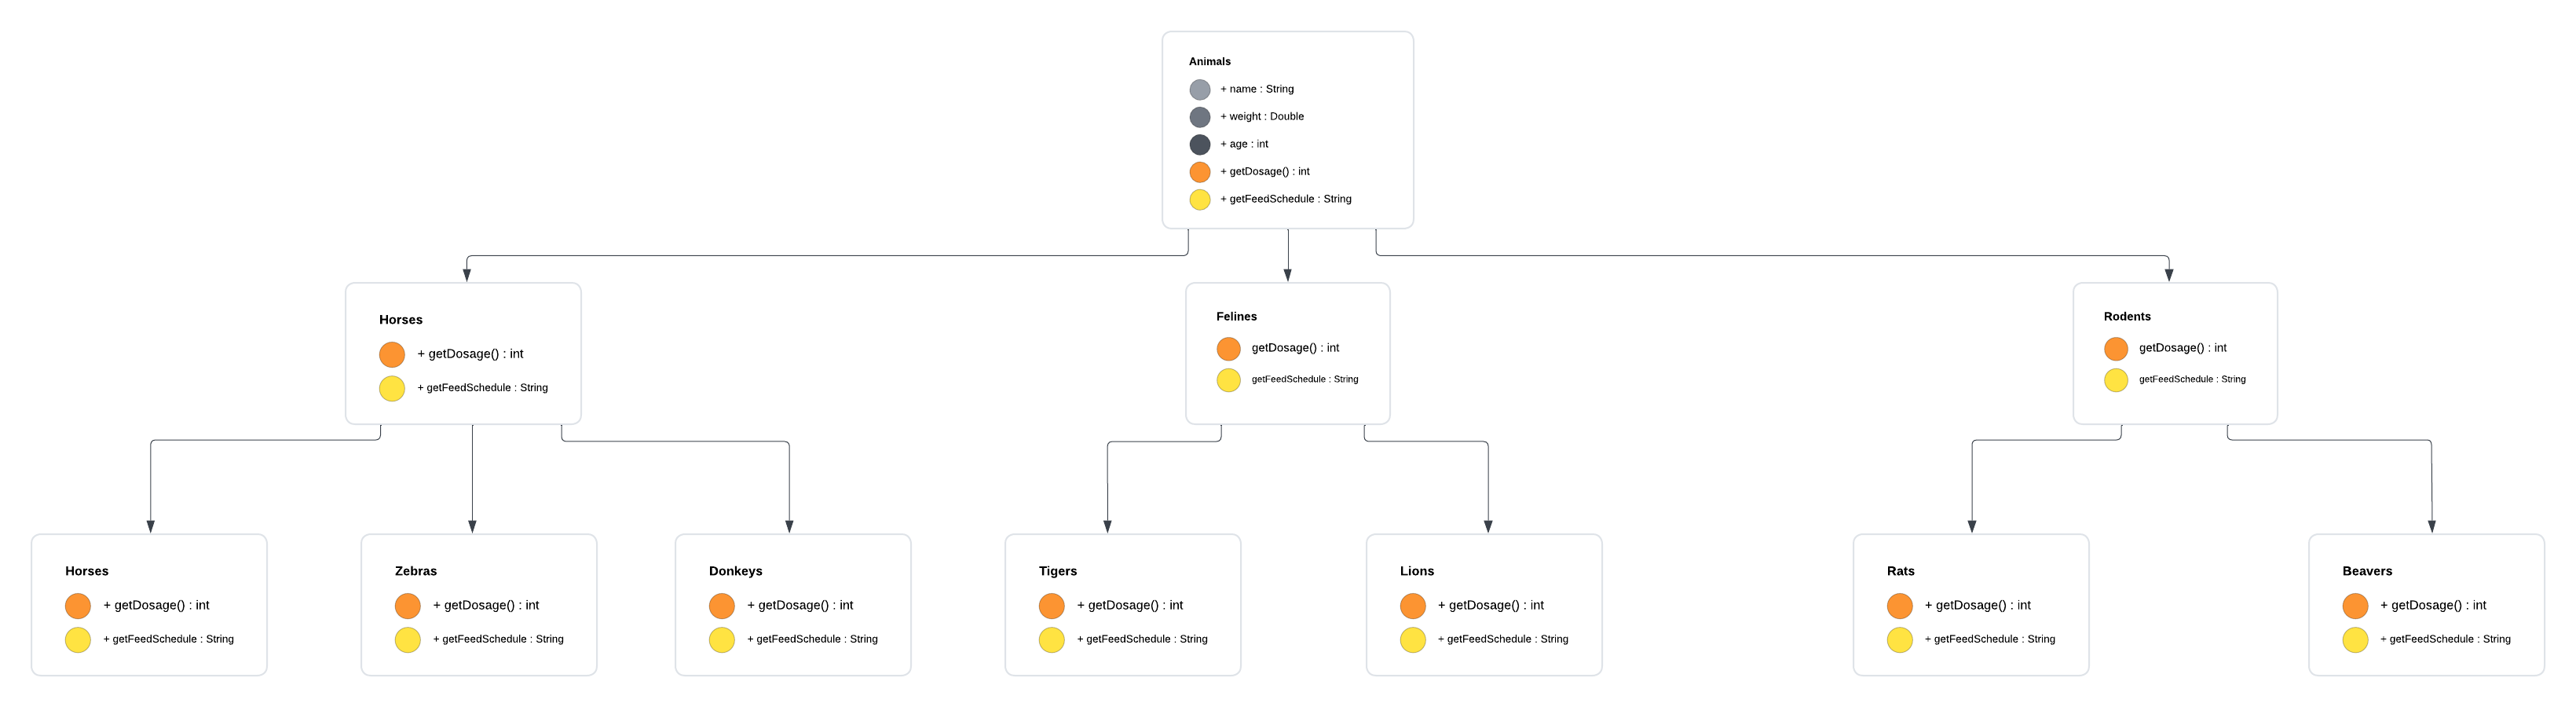 Animals
+ name : String
+ weight : Double
+ age : int
+ getDosage() : int
+ getFeedSchedule : String
Horses
+ getDosage() : int
+ getFeedSchedule : String
Felines
getDosage() : int
getFeedSchedule : String
Rodents
getDosage() : int
getFeedSchedule : String
Horses
+ getDosage() : int
+ getFeedSchedule : String
Zebras
+ getDosage() : int
+ getFeedSchedule : String
Donkeys
+ getDosage() : int
+ getFeedSchedule : String
Tigers
+ getDosage() : int
+ getFeedSchedule : String
Lions
+ getDosage() : int
+ getFeedSchedule : String
Rats
+ getDosage() : int
+ getFeedSchedule : String
Beavers
+ getDosage() : int
+ getFeedSchedule : String